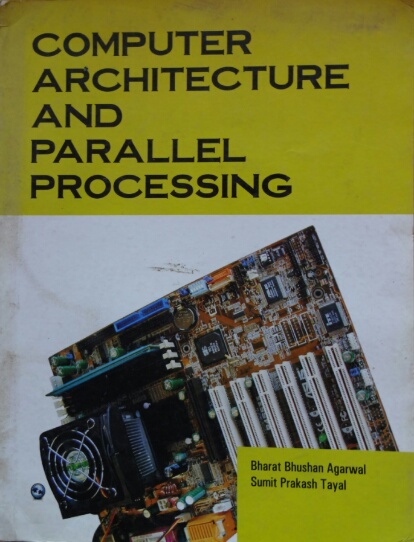 COMPUTER
ARCHITECTURE
AND
PARALLEL
PROCESSING
Bharat Bhushan Agarwal
Sumit Prakash Tayal